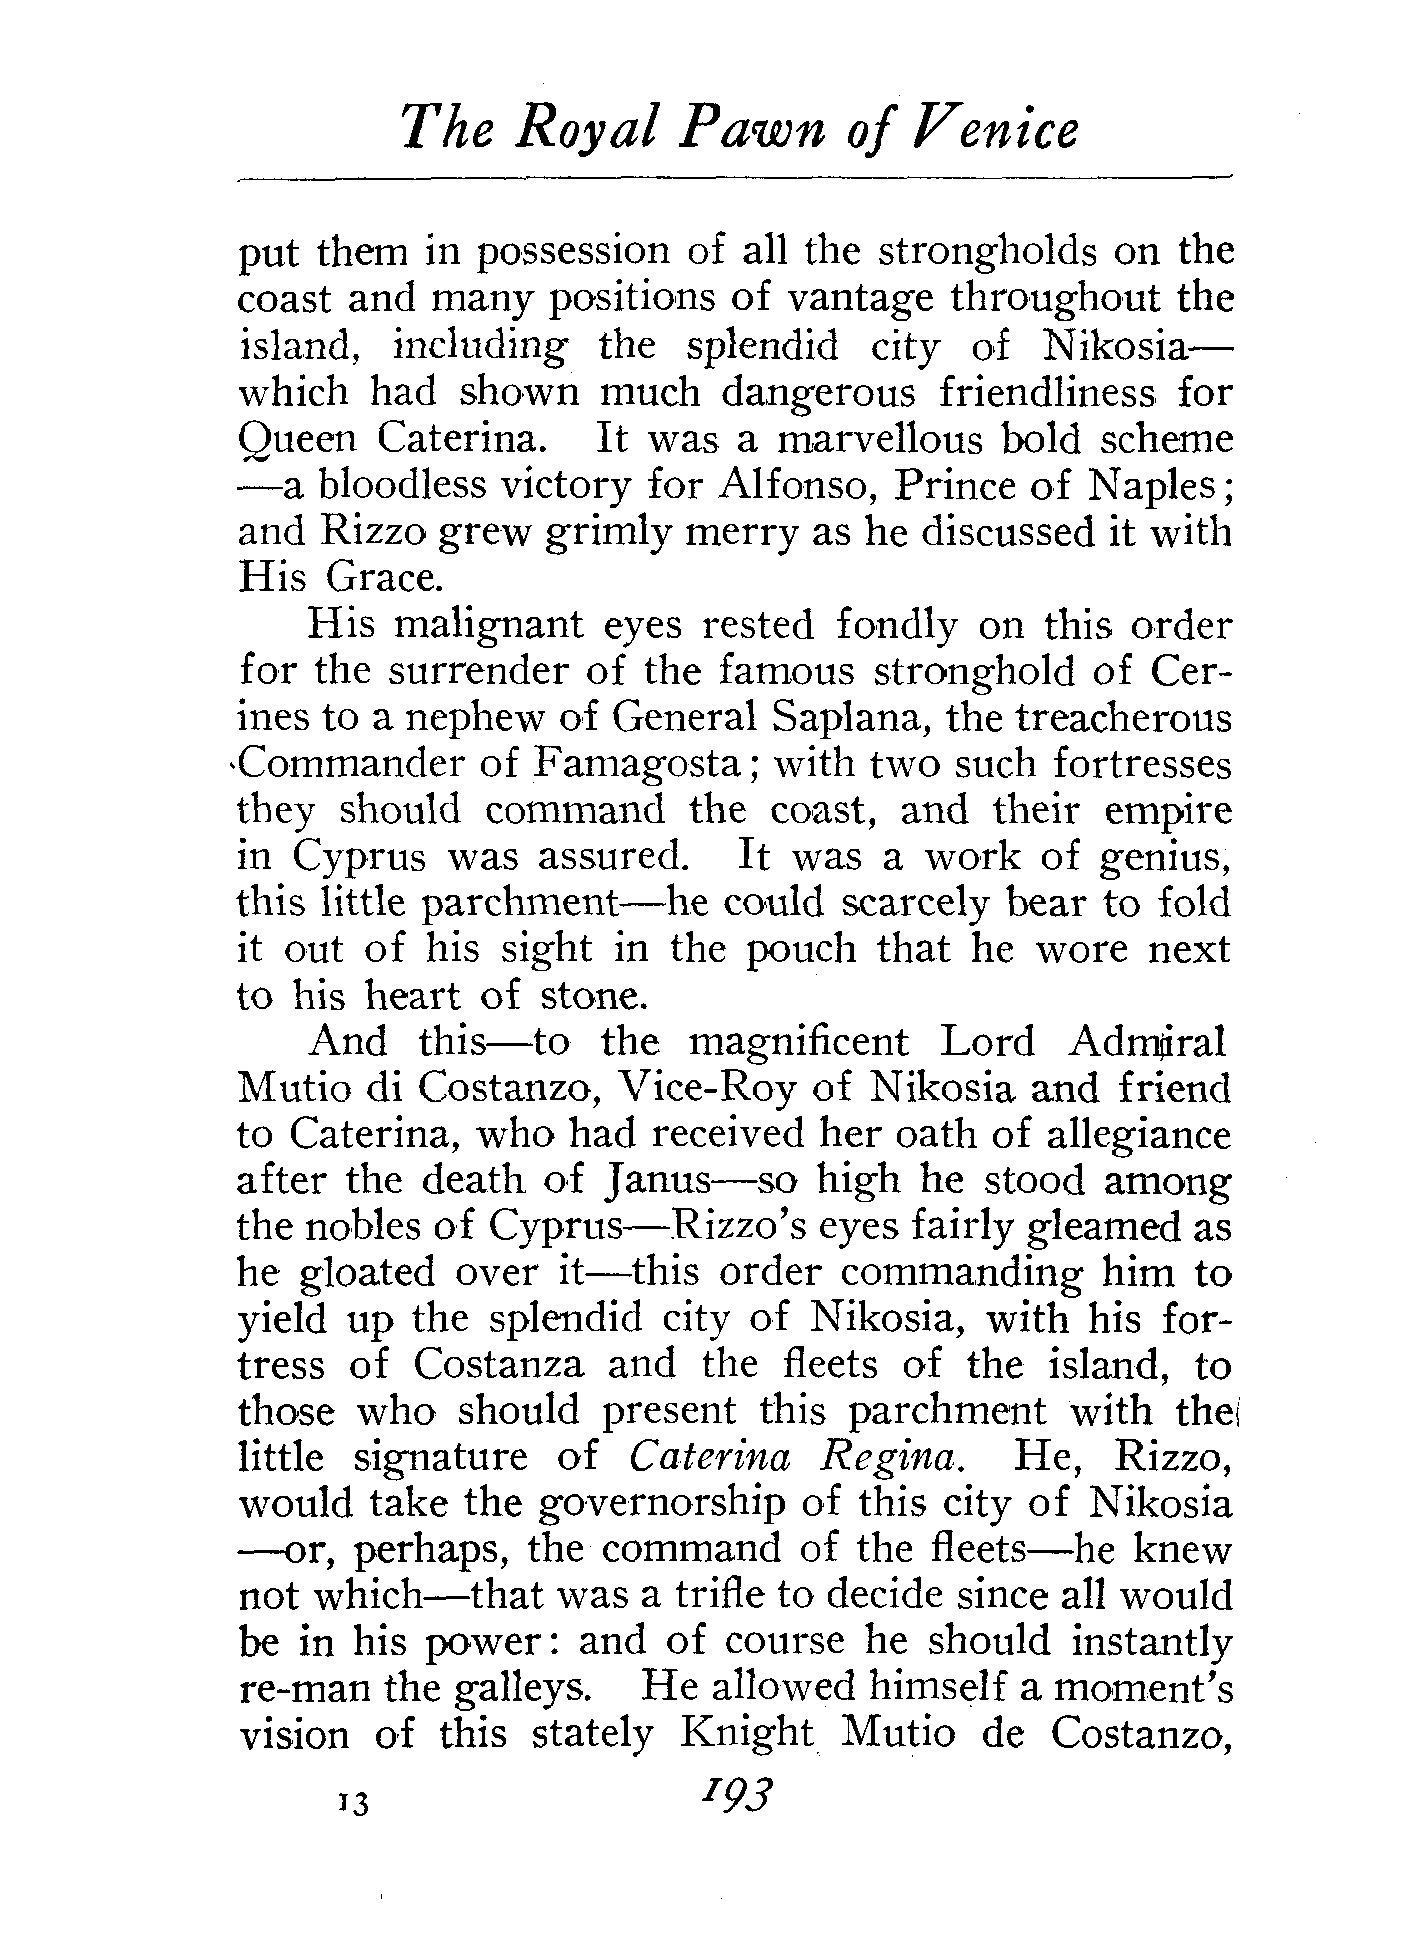 The Royal Pawn of Venice
put them in possession of all the strongholds on the
coast and many positions of vantage throughout the
island, including the splendid city of Nikosia—
which had shown much dangerous friendliness for
Queen Caterina. It was a marvellous bold scheme
—a bloodless victory for Alfonso, Prince of Naples;
and Rizzo grew grimly merry as he discussed it with
His Grace.
His malignant eyes rested fondly on this order
for the surrender of the famous stronghold of Cer-
ines to a nephew of General Saplana, the treacherous
Commander of Famagosta; with two such fortresses
they should command the coast, and their empire
in Cyprus was assured. It was a work of genius,
this little parchment—he could scarcely bear to fold
it out of his sight in the pouch that he wore next
to his heart of stone.
And this—to the magnificent Lord Admiral
Mutio di Costanzo, Vice-Roy of Nikosia and friend
to Caterina, who had received her oath of allegiance
after the death of Janus—so high he stood among
the nobles of Cyprus—Rizzo's eyes fairly gleamed as
he gloated over it—this order commanding him to
yield up the splendid city of Nikosia, with his for-
tress of Costanza and the fleets of the island, to
those who should present this parchment with the
little signature of Caterina Regina. He, Rizzo,
would take the governorship of this city of Nikosia
—or, perhaps, the command of the fleets—he knew
not which—that was a trifle to decide since all would
be in his power: and of course he should instantly
re-man the galleys. He allowed himself a moment's
vision of this stately Knight Mutio de Costanzo,
13 193